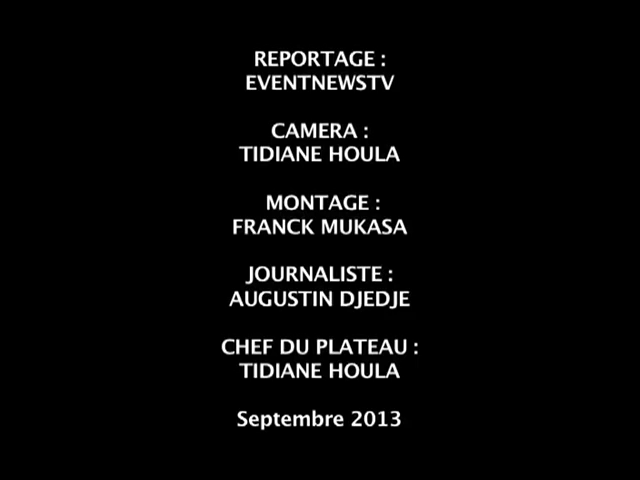 REPORTAGE :
EVENTNEWSTV
CAMERA :
TIDIANE HOULA
MONTAGE :
FRANCK MUKASA
JOURNALISTE :
AUGUSTIN DJEDJE
CHEF DU PLATEAU :
TIDIANE HOULA
Septembre 2013